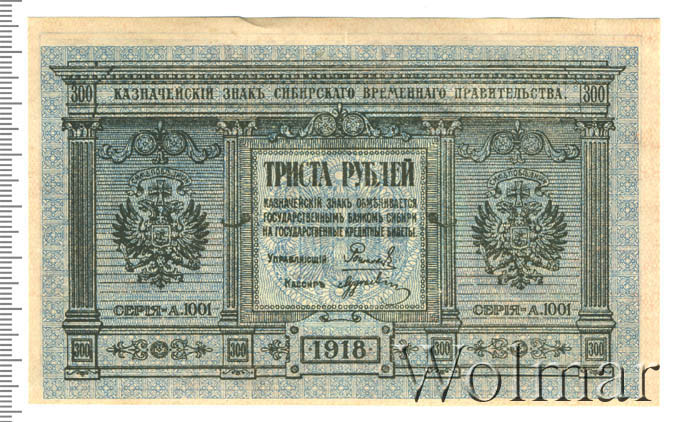 300 КАЗНАЧЕЙСКІЙ ЗНАКЪ СИБИРСКАГО ВРЕМЕННАГО ПРАВИТЕЛЬСТВА. 300
ТРИСТА РУБЛЕЙ
КАЗНАЧЕЙСКІЙ ЗНАКЪ ОБМѢНИВАЕТСЯ
ГОСУДАРСТВЕННЫМЪ БАНКОМЪ СИБИРИ
НА ГОСУДАРСТВЕННЫЕ КРЕДИТНЫЕ БИЛЕТЫ.
УПРАВЛЯЮЩІЙ
КАССИРЪ
СЕРІЯ-А.1001 СЕРІЯ-А.1001
300 300 1918 300 300
Wolmar